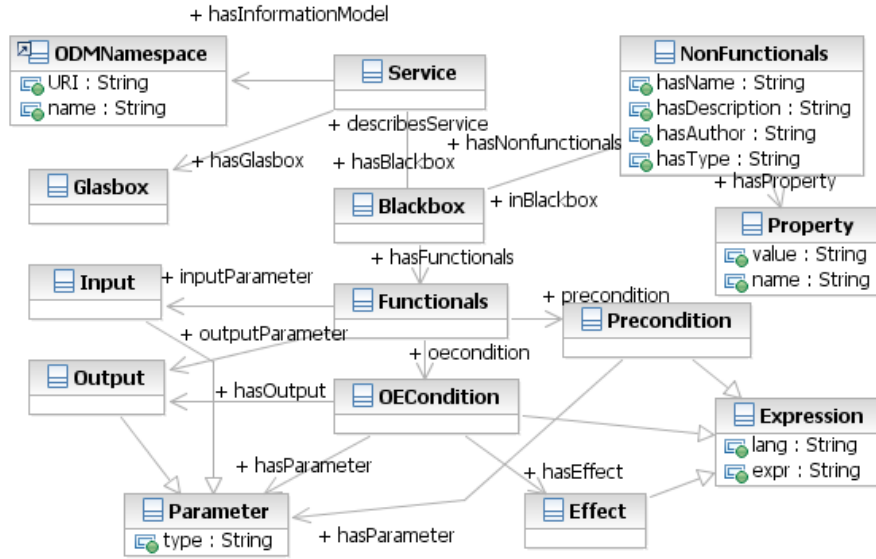 + hasInformationModel
ODMNamespace
URI : String
name : String
Service
NonFunctionals
hasName : String
hasDescription : String
hasAuthor : String
hasType : String
+ describesService
+ hasNonfunctionals
+ hasGlasbox
+ hasBlackbox
Glasbox
Blackbox
+ inBlackbox
+ hasProperty
Property
value : String
name : String
+ hasFunctionals
Input
+ inputParameter
Functionals
+ precondition
Precondition
+ outputParameter
+ oecondition
Output
+ hasOutput
OECondition
Expression
lang : String
expr : String
+ hasParameter
+ hasEffect
Parameter
type : String
+ hasParameter
Effect